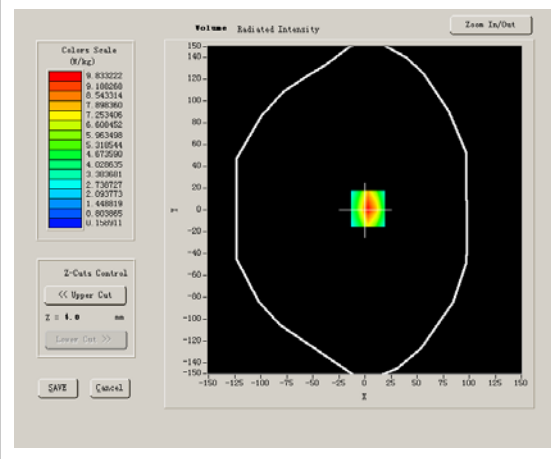 Volume Radiated Intensity
Zoom In/Out
Colors Scale
(W/kg)
9.833222
9.188268
8.543314
7.898360
7.253406
6.608452
5.963498
5.318544
4.673590
4.028635
3.383681
2.738727
2.093773
1.448819
0.803865
0.158911
150
140
120
100
80
60
40
20
0
-20
-40
-60
-80
-100
-120
-140
-150
Y
-150 -125 -100 -75 -50 -25 0 25 50 75 100 125 150
X
Z-Cuts Control
<< Upper Cut
Z = 4.0 mm
Lower Cut >>
SAVE Cancel